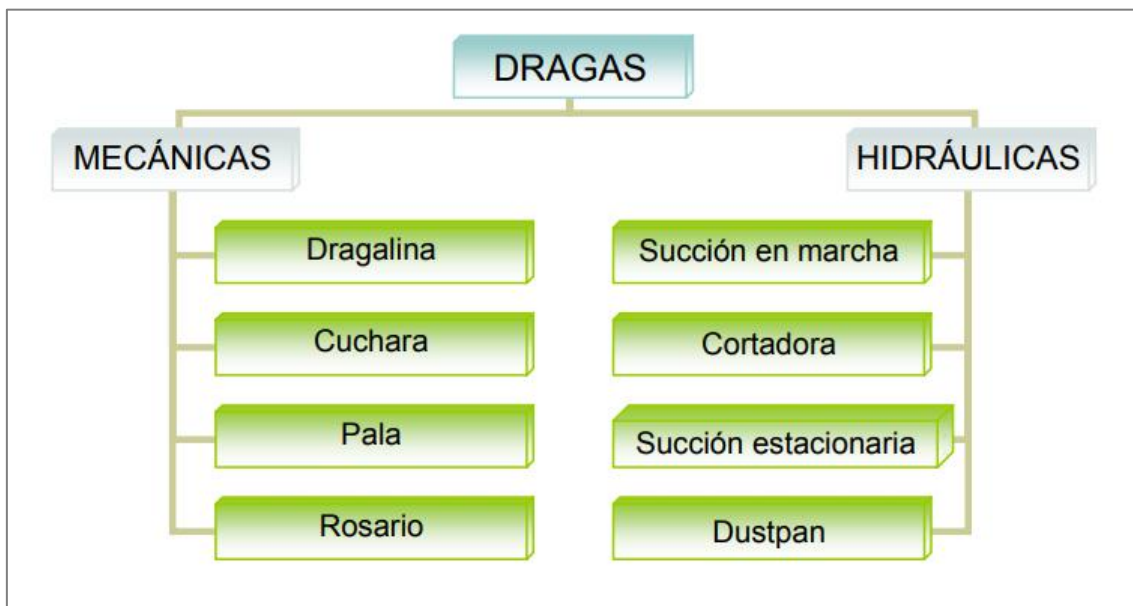 DRAGAS
MECÁNICAS
HIDRÁULICAS
Dragalina
Cuchara
Pala
Rosario
Succión en marcha
Cortadora
Succión estacionaria
Dustpan